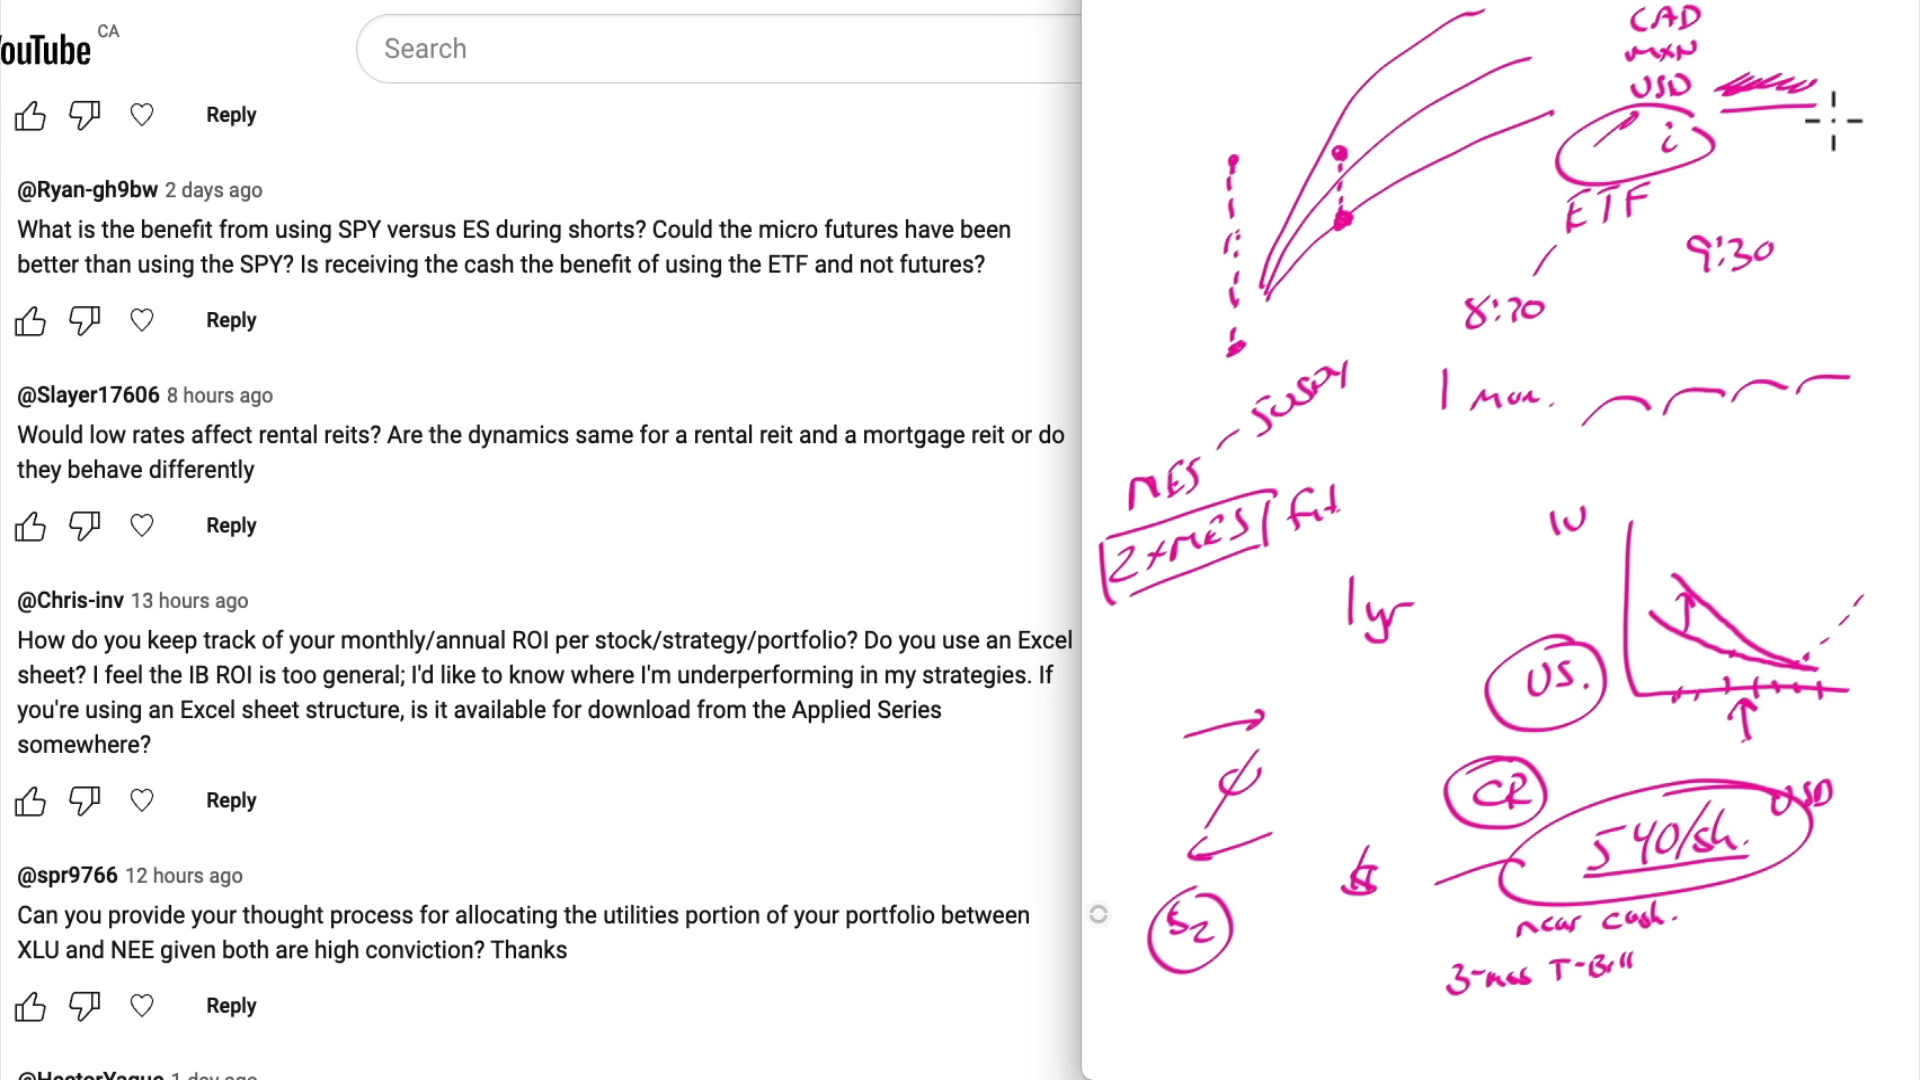 ouTube CA
Search
Reply
@Ryan-gh9bw 2 days ago
What is the benefit from using SPY versus ES during shorts? Could the micro futures have been
better than using the SPY? Is receiving the cash the benefit of using the ETF and not futures?
Reply
@Slayer17606 8 hours ago
Would low rates affect rental reits? Are the dynamics same for a rental reit and a mortgage reit or do
they behave differently
Reply
@Chris-inv 13 hours ago
How do you keep track of your monthly/annual ROI per stock/strategy/portfolio? Do you use an Excel
sheet? I feel the IB ROI is too general; I'd like to know where I'm underperforming in my strategies. If
you're using an Excel sheet structure, is it available for download from the Applied Series
somewhere?
Reply
@spr9766 12 hours ago
Can you provide your thought process for allocating the utilities portion of your portfolio between
XLU and NEE given both are high conviction? Thanks
Reply
@HectorYague 1 day ago
CAD
MXN
USD
i
ETF
9:30
1 mon.
MES
2xMES
1yr
US.
CR
USD
540/sh.
near cash.
T-Bill